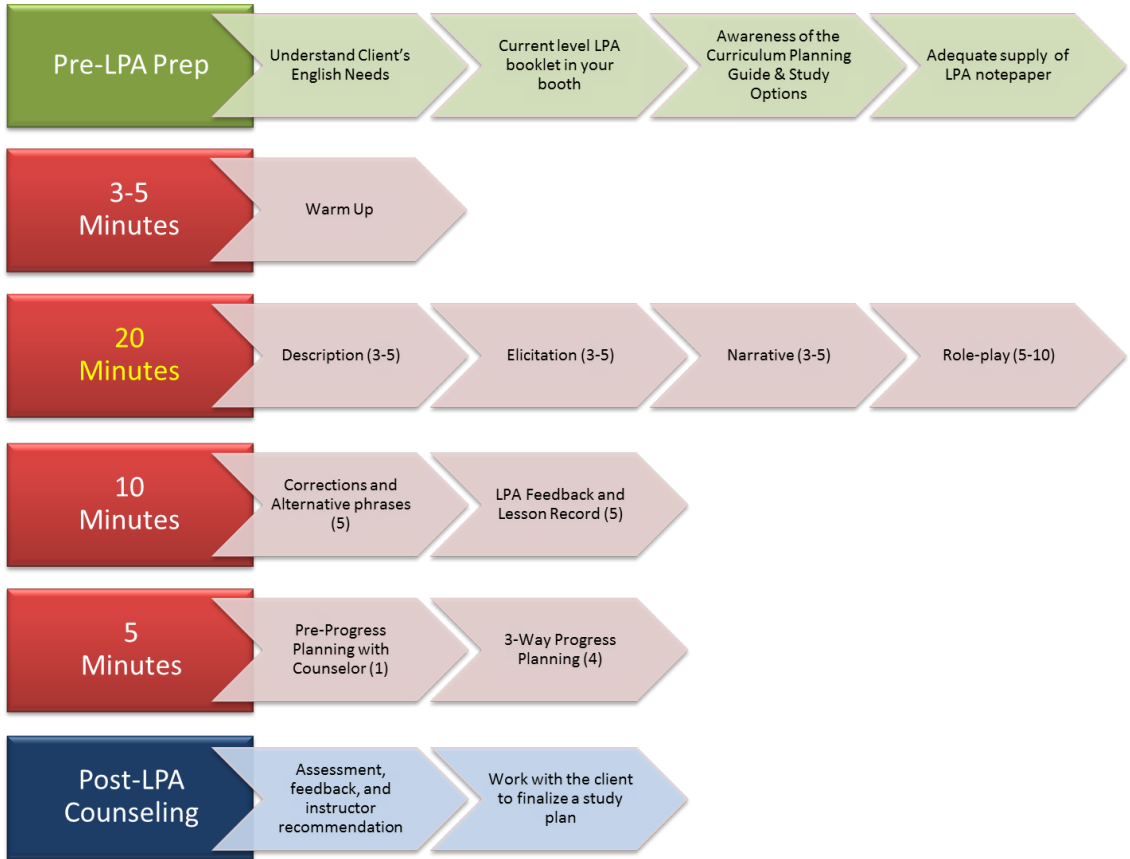 Pre-LPA Prep
Understand Client's
English Needs
Current level LPA
booklet in your
booth
Awareness of the
Curriculum Planning
Guide & Study
Options
Adequate supply of
LPA notepaper
3-5
Minutes
Warm Up
20
Minutes
Description (3-5)
Elicitation (3-5)
Narrative (3-5)
Role-play (5-10)
10
Minutes
Corrections and
Alternative phrases
(5)
LPA Feedback and
Lesson Record (5)
5
Minutes
Pre-Progress
Planning with
Counselor (1)
3-Way Progress
Planning (4)
Post-LPA
Counseling
Assessment,
feedback, and
instructor
recommendation
Work with the client
to finalize a study
plan